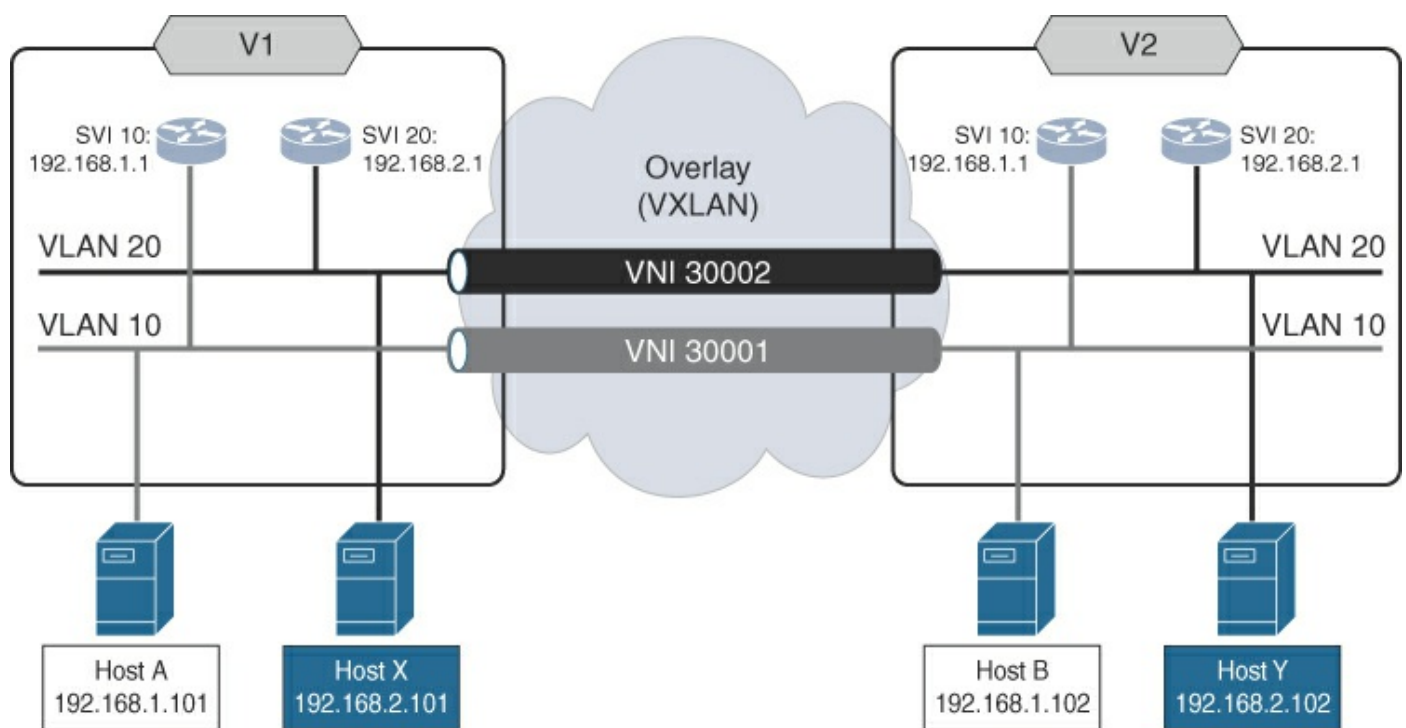 V1
V2
SVI 10:
192.168.1.1
SVI 20:
192.168.2.1
Overlay
(VXLAN)
SVI 10:
192.168.1.1
SVI 20:
192.168.2.1
VLAN 20
VNI 30002
VLAN 20
VLAN 10
VNI 30001
VLAN 10
Host A
192.168.1.101
Host X
192.168.2.101
Host B
192.168.1.102
Host Y
192.168.2.102